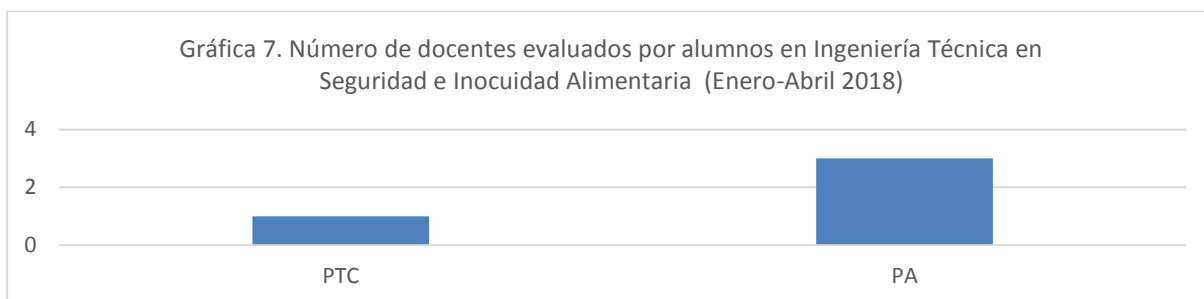 Gráfica 7. Número de docentes evaluados por alumnos en Ingeniería Técnica en
Seguridad e Inocuidad Alimentaria (Enero-Abril 2018)
4
2
0
PTC
PA